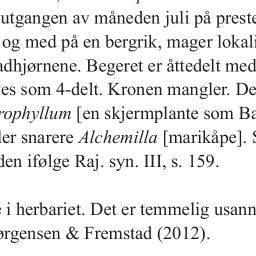 utgangen av måneden juli på preste
og med på en bergrik, mager lokali
adhjørnene. Begeret er åttedelt med
es som 4-delt. Kronen mangler. De
rophyllum [en skjermplante som Ba
ler snarere Alchemilla [marikåpe]. S
den ifølge Raj. syn. III, s. 159.
i herbariet. Det er temmelig usann
ørgensen & Fremstad (2012).